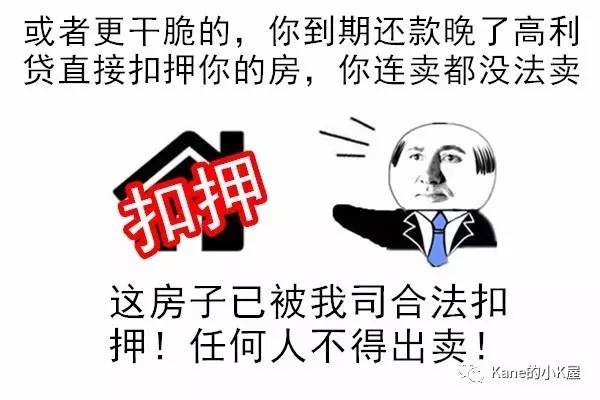 或者更干脆的，你到期还款晚了高利
贷直接扣押你的房，你连卖都没法卖
扣押
这房子已被我司合法扣
押！任何人不得出卖！
Kane的小K屋